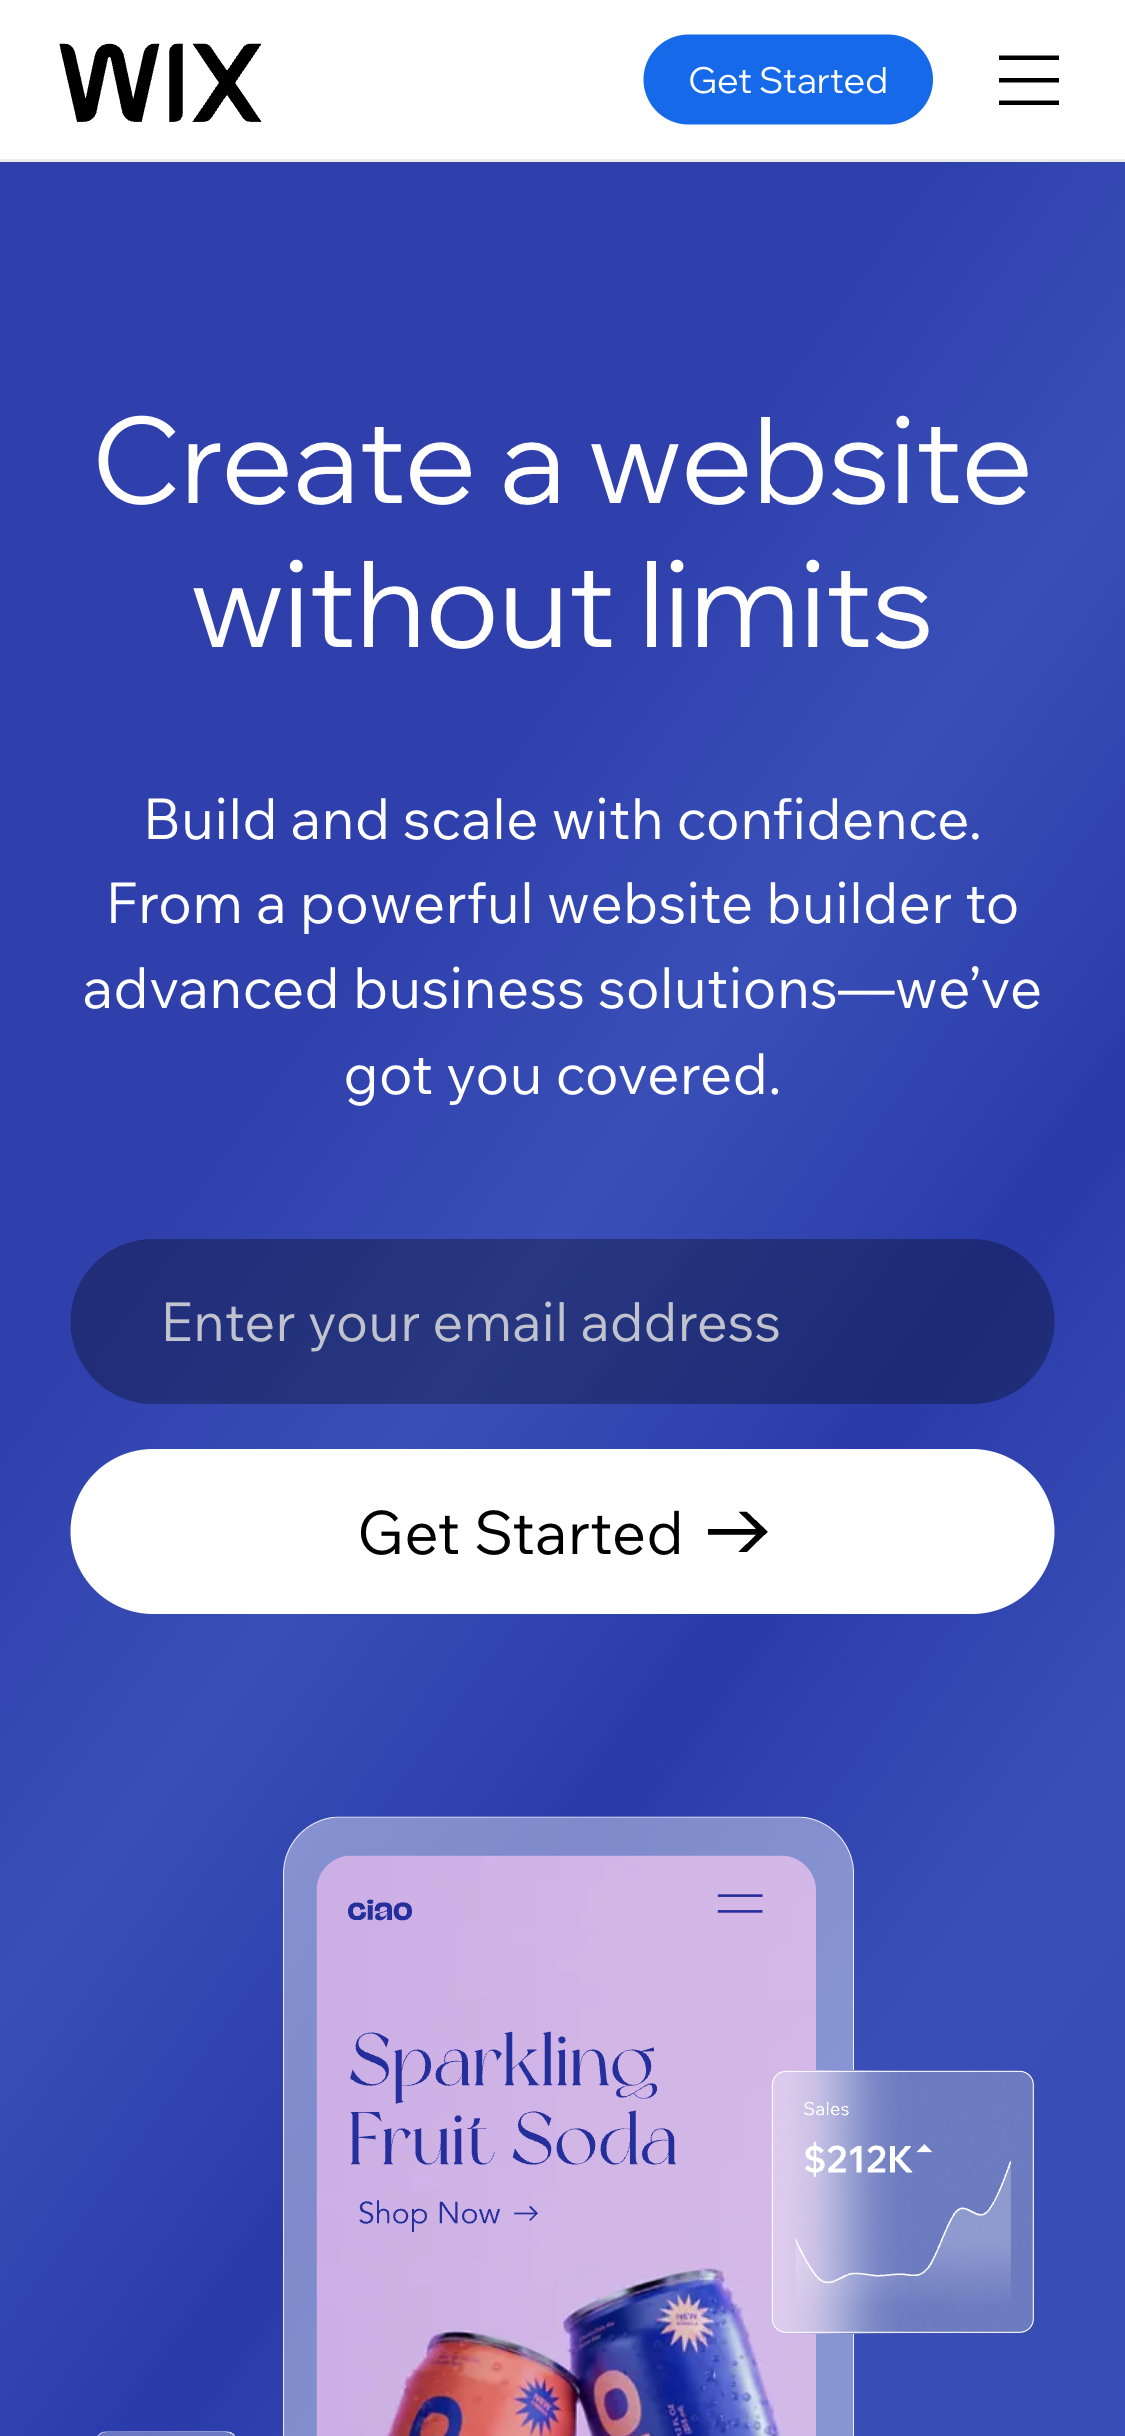 WIX
Get Started
Create a website
without limits
Build and scale with confidence.
From a powerful website builder to
advanced business solutions—we’ve
got you covered.
Enter your email address
Get Started →
ciao
Sparkling
Fruit Soda
Shop Now →
Sales
$212K
NEW
NEW